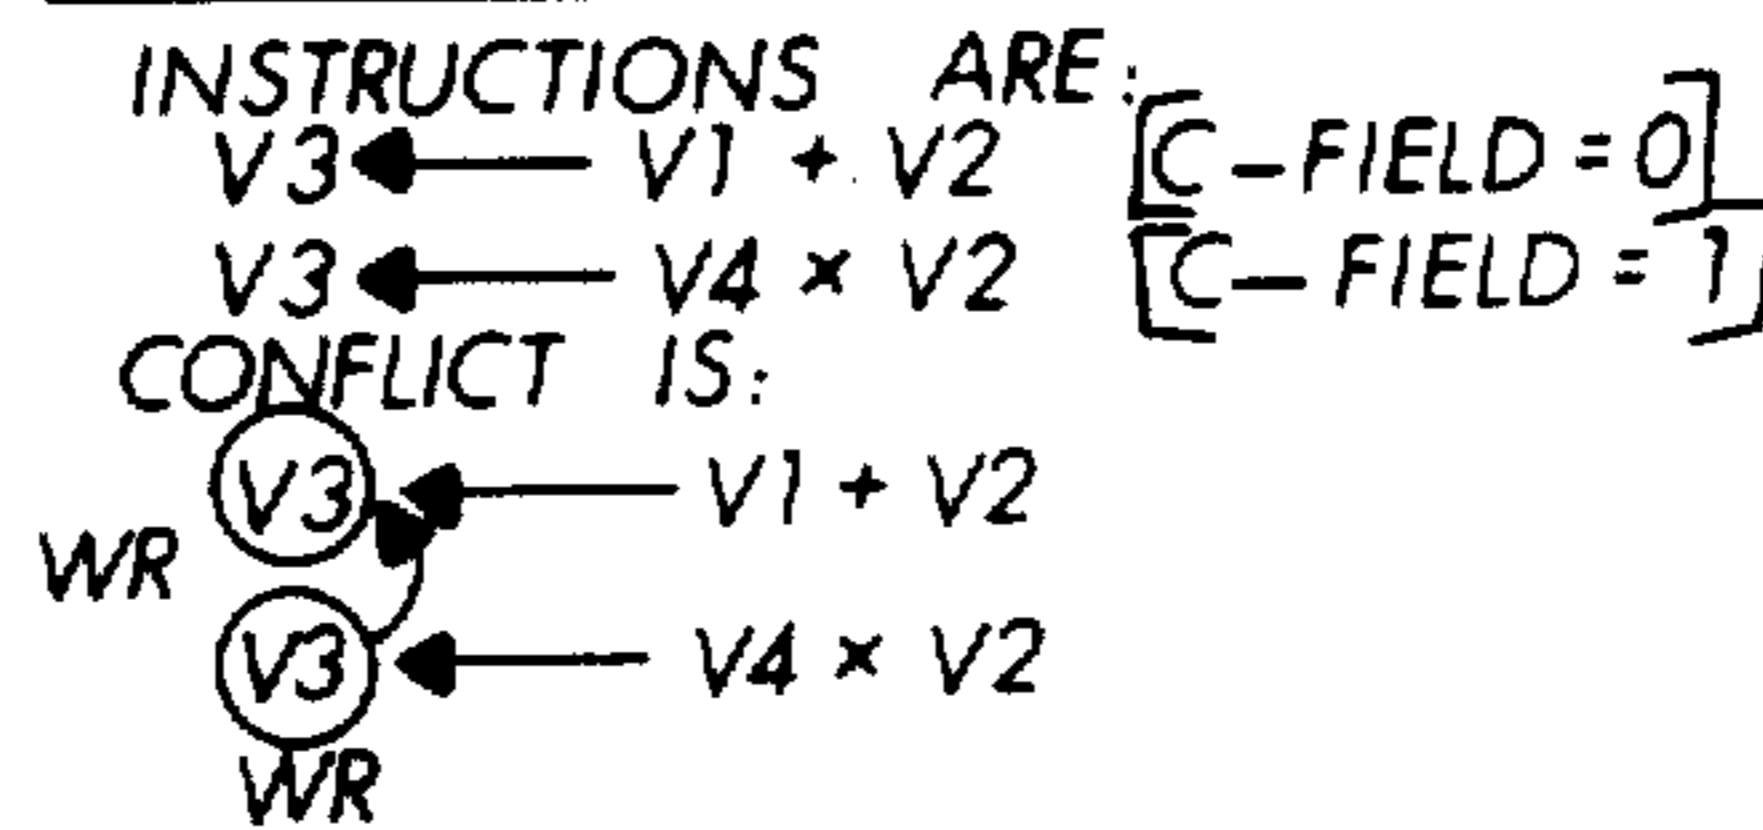 INSTRUCTIONS ARE:
V3 ← V1 + V2 [C-FIELD = 0]
V3 ← V4 × V2 [C-FIELD = 1]
CONFLICT IS:
V3 ← V1 + V2
WR
V3 ← V4 × V2
WR